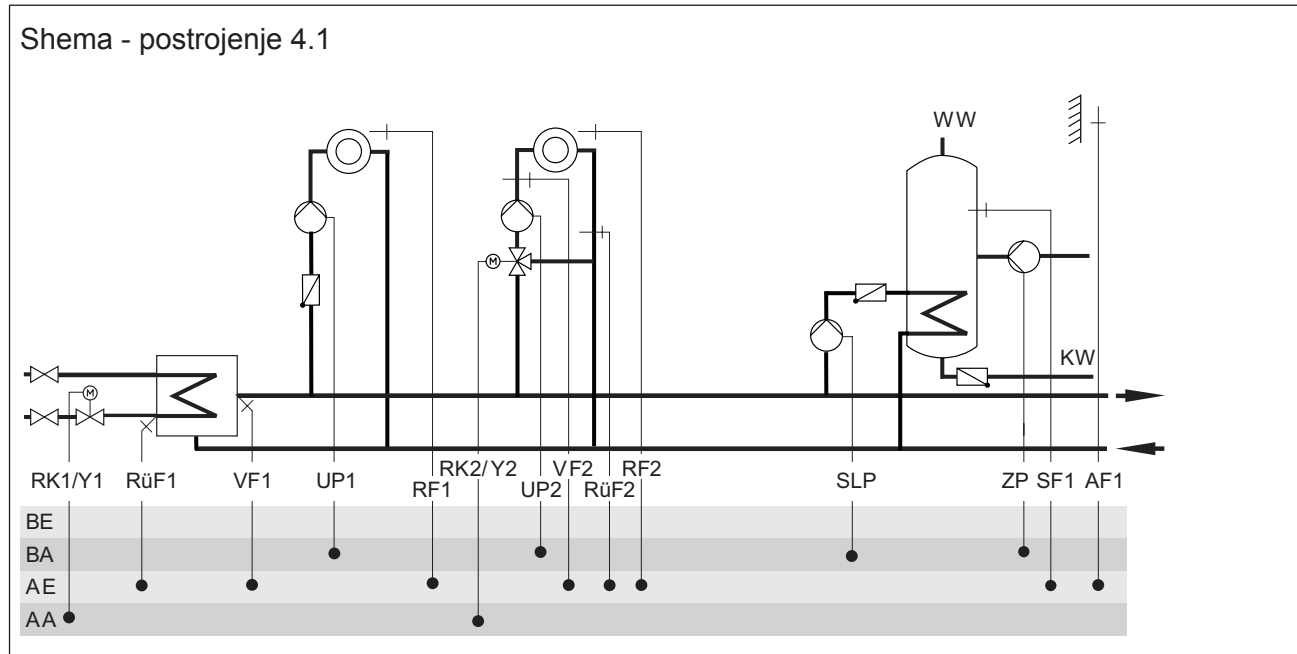 Shema - postrojenje 4.1
WW
M
KW
M
RK1/Y1 RüF1 VF1 UP1 RF1 RK2/Y2 UP2 VF2 RüF2 RF2 SLP ZP SF1 AF1
BE
BA
AE
AA